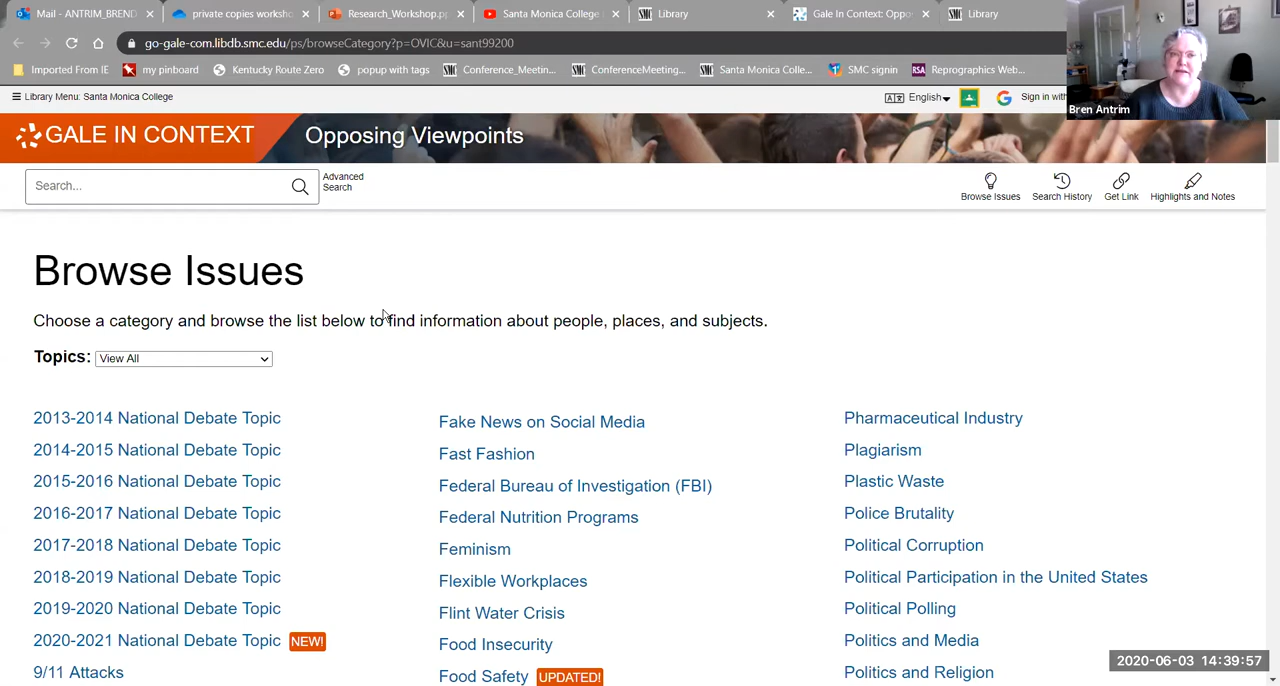 Mail - ANTRIM_BREND
private copies worksho
Research_Workshop.p
Santa Monica College
Library
Gale In Context: Oppo
Library
go-gale-com.libdb.smc.edu/ps/browseCategory?p=OVIC&u=sant99200
Imported From IE
my pinboard
Kentucky Route Zero
popup with tags
Conference_Meetin...
ConferenceMeeting...
Santa Monica Colle...
SMC signin
Reprographics Web...
Bren Antrim
Library Menu: Santa Monica College
English
Sign in with
GALE IN CONTEXT
Opposing Viewpoints
Search...
Advanced
Search
Browse Issues
Search History
Get Link
Highlights and Notes
Browse Issues
Choose a category and browse the list below to find information about people, places, and subjects.
Topics: View All
2013-2014 National Debate Topic
2014-2015 National Debate Topic
2015-2016 National Debate Topic
2016-2017 National Debate Topic
2017-2018 National Debate Topic
2018-2019 National Debate Topic
2019-2020 National Debate Topic
2020-2021 National Debate Topic NEW!
9/11 Attacks
Fake News on Social Media
Fast Fashion
Federal Bureau of Investigation (FBI)
Federal Nutrition Programs
Feminism
Flexible Workplaces
Flint Water Crisis
Food Insecurity
Food Safety UPDATED!
Pharmaceutical Industry
Plagiarism
Plastic Waste
Police Brutality
Political Corruption
Political Participation in the United States
Political Polling
Politics and Media
Politics and Religion
2020-06-03 14:39:57